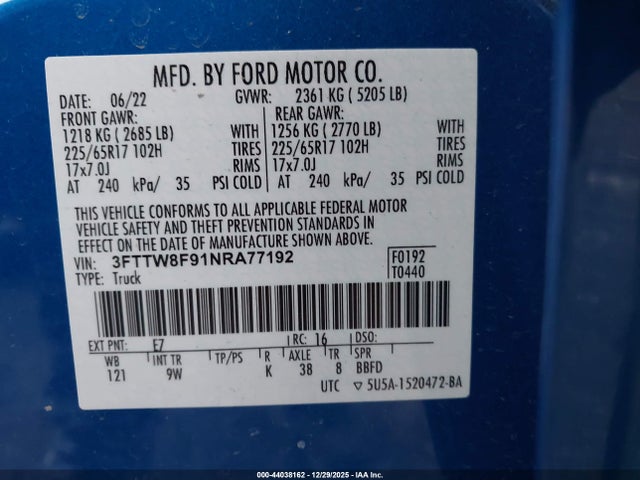 MFD. BY FORD MOTOR CO.
DATE: 06/22 GVWR: 2361 KG ( 5205 LB)
FRONT GAWR: REAR GAWR:
1218 KG ( 2685 LB) WITH 1256 KG ( 2770 LB) WITH
225/65R17 102H TIRES 225/65R17 102H TIRES
17x7.0J RIMS 17x7.0J RIMS
AT 240 kPa/ 35 PSI COLD AT 240 kPa/ 35 PSI COLD
THIS VEHICLE CONFORMS TO ALL APPLICABLE FEDERAL MOTOR
VEHICLE SAFETY AND THEFT PREVENTION STANDARDS IN
EFFECT ON THE DATE OF MANUFACTURE SHOWN ABOVE.
VIN: 3FTTW8F91NRA77192 F0192
TYPE: Truck T0440
EXT PNT: E7 RC: 16 DSO:
WB INT TR TP/PS R AXLE TR SPR
121 9W K 38 8 BBFD
UTC ▽ 5U5A-1520472-BA
000-44038162 - 12/29/2025 - IAAI Inc.